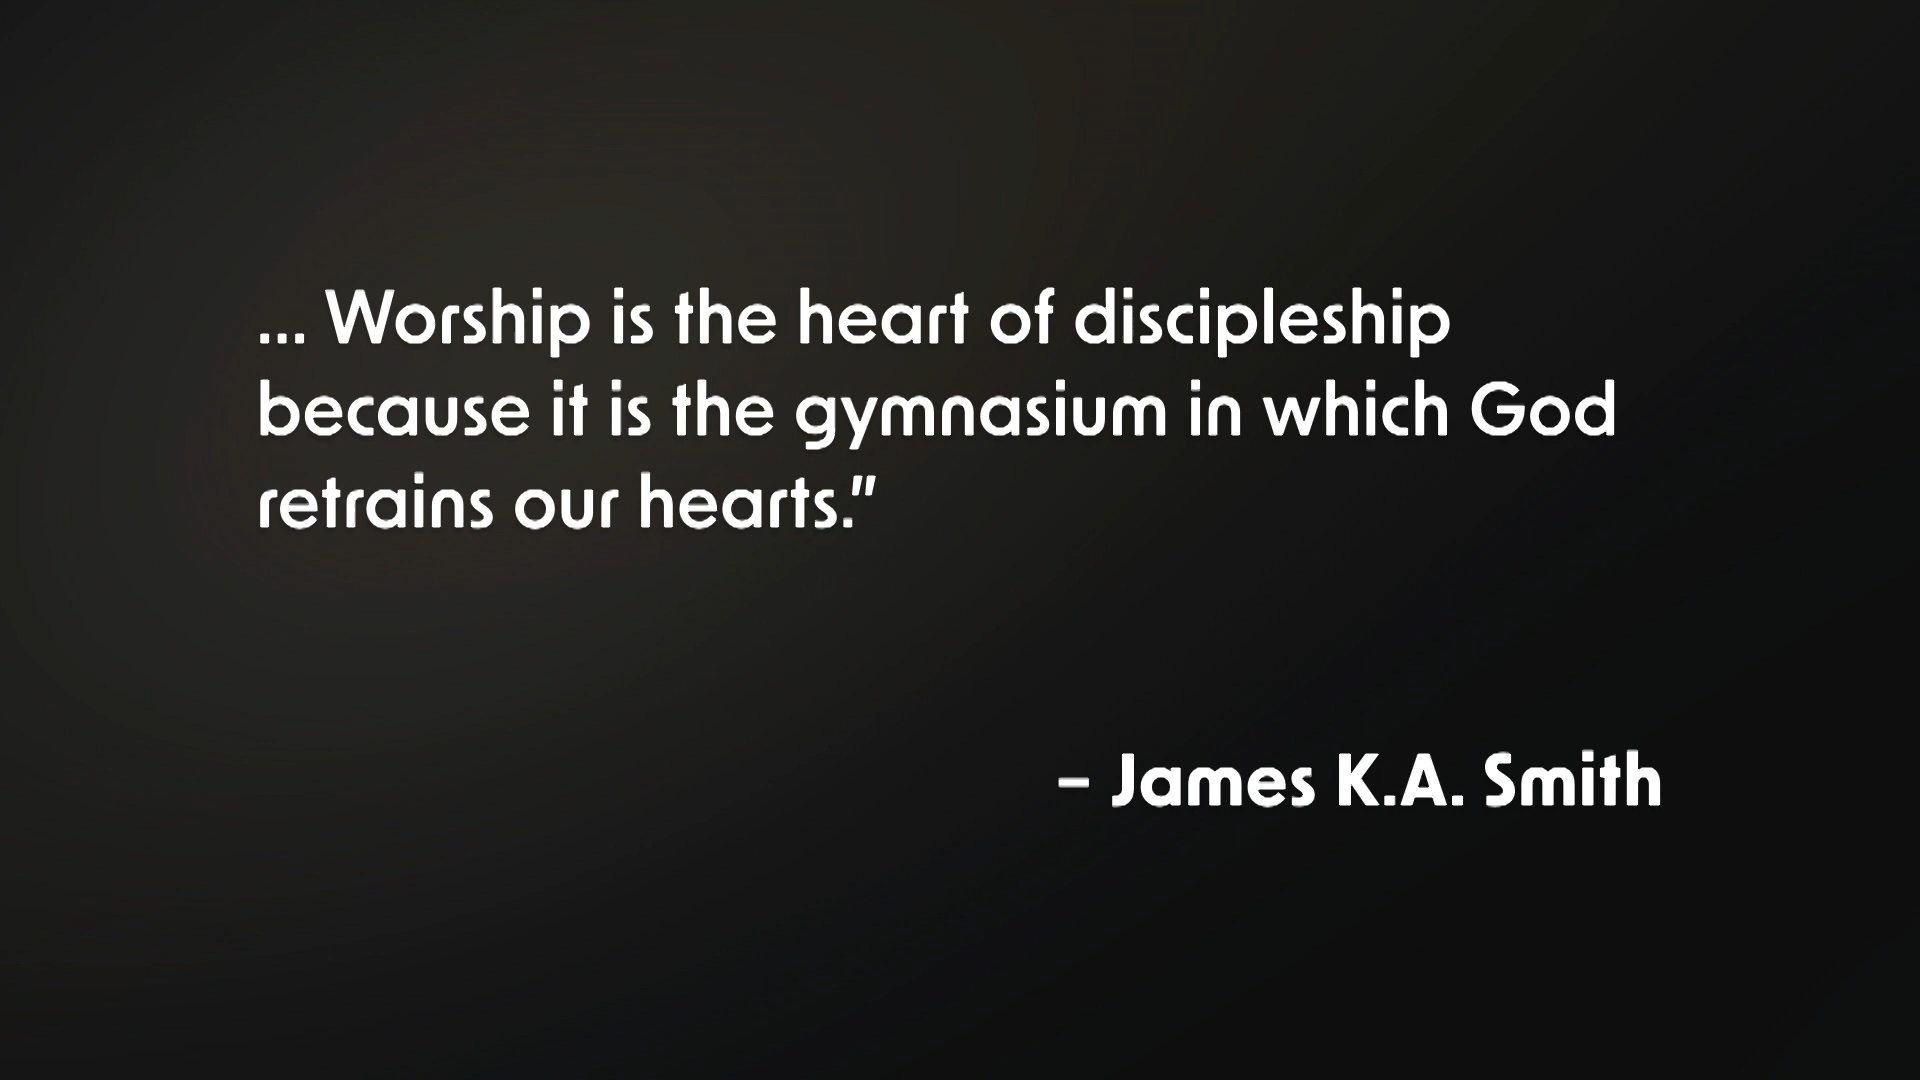 ... Worship is the heart of discipleship
because it is the gymnasium in which God
retrains our hearts."
– James K.A. Smith